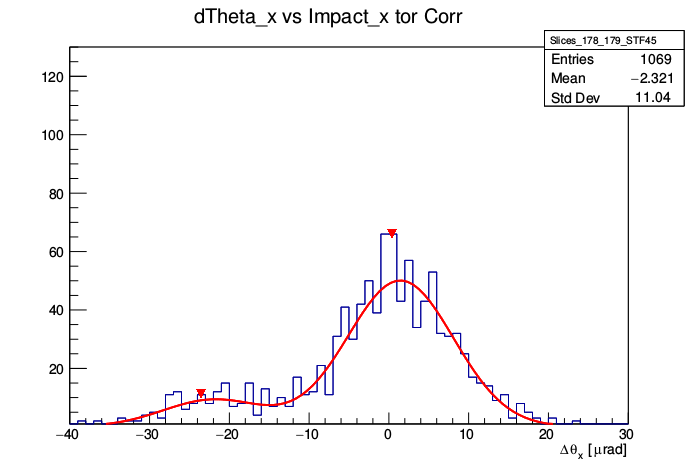 dTheta_x vs Impact_x tor Corr
Slices_178_179_STF45
Entries 1069
Mean −2.321
Std Dev 11.04
120
100
80
60
40
20
−40 −30 −20 −10 0 10 20 30
Δθx [μrad]